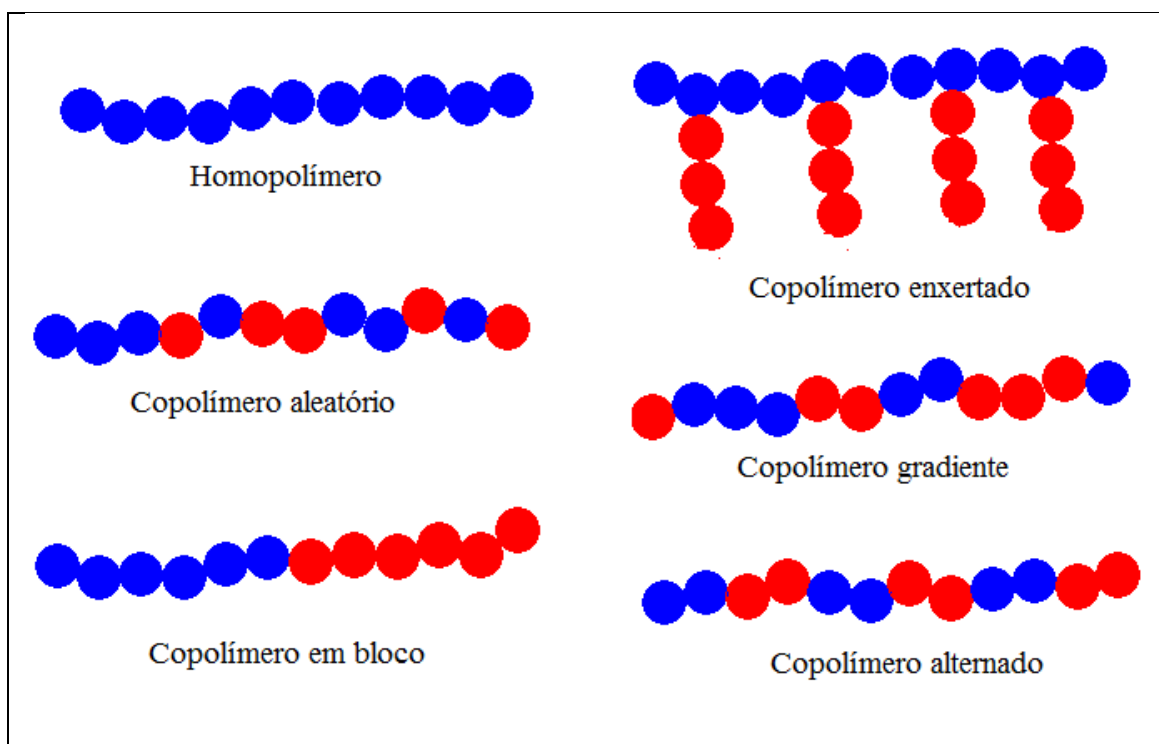 Homopolímero
Copolímero enxertado
Copolímero aleatório
Copolímero gradiente
Copolímero em bloco
Copolímero alternado